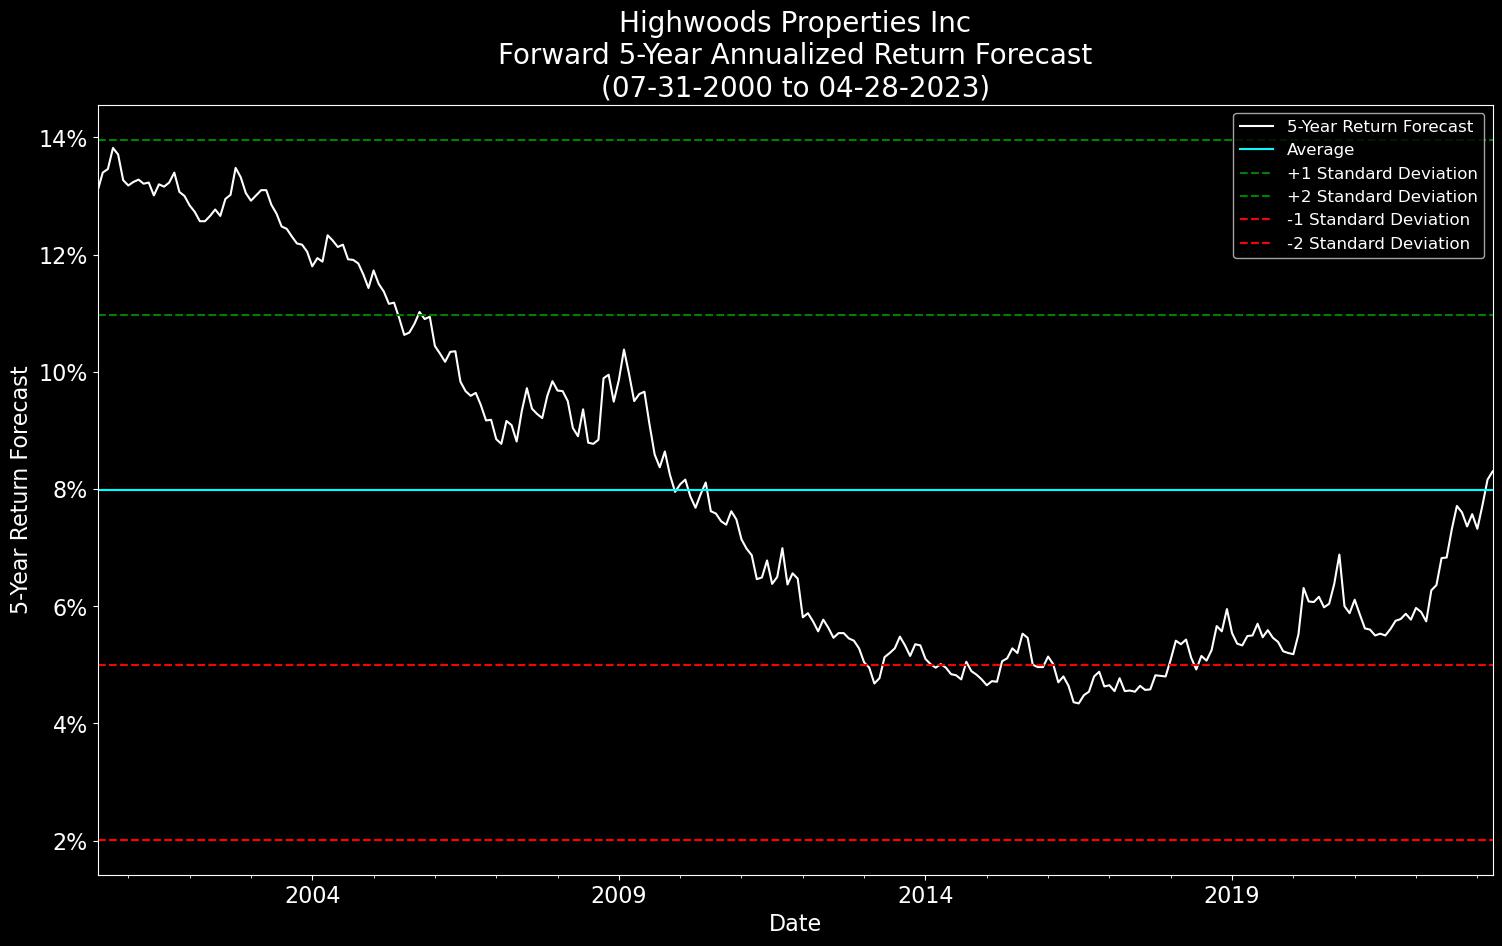 Highwoods Properties Inc
Forward 5-Year Annualized Return Forecast
(07-31-2000 to 04-28-2023)
5-Year Return Forecast
Average
+1 Standard Deviation
+2 Standard Deviation
-1 Standard Deviation
-2 Standard Deviation
14%
12%
10%
8%
6%
4%
2%
5-Year Return Forecast
2004
2009
2014
2019
Date